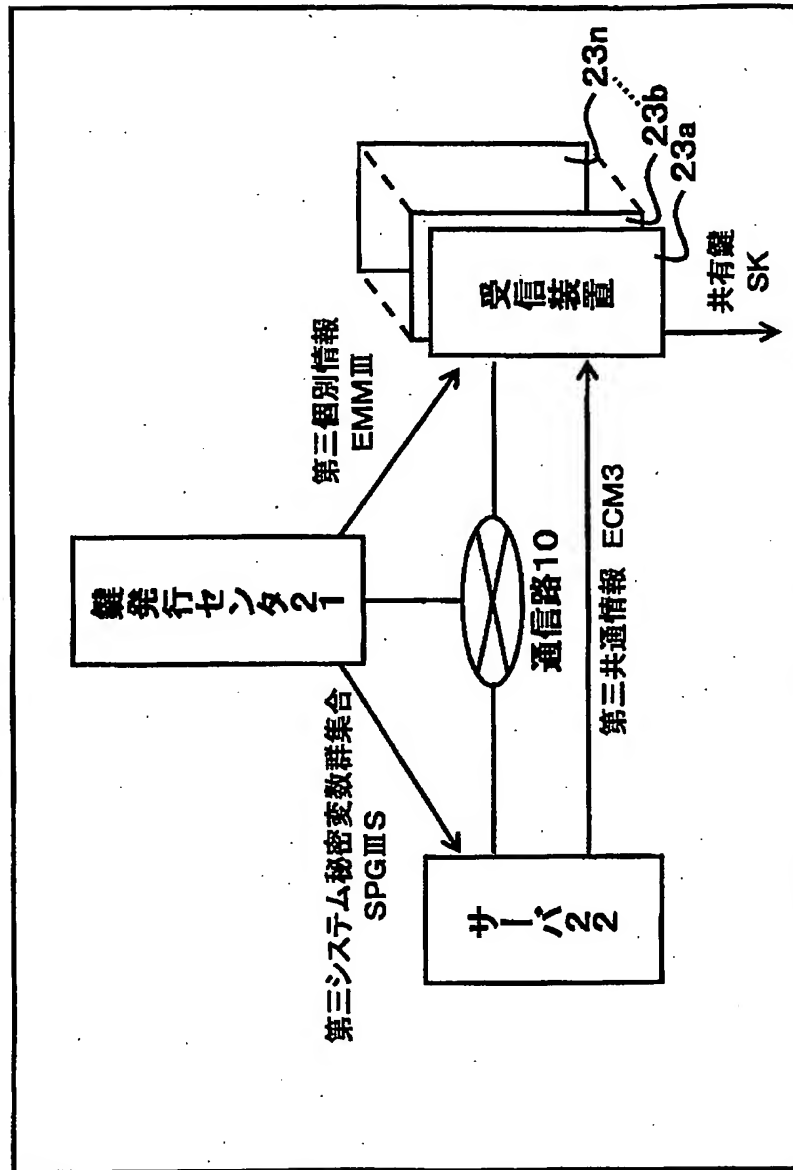 鍵発行センタ21
第三システム秘密変数群集合
SPGⅢS
第三個別情報
EMMⅢ
サーバ22
通信路10
第三共通情報 ECM3
受信装置
23n
23b
23a
共有鍵
SK